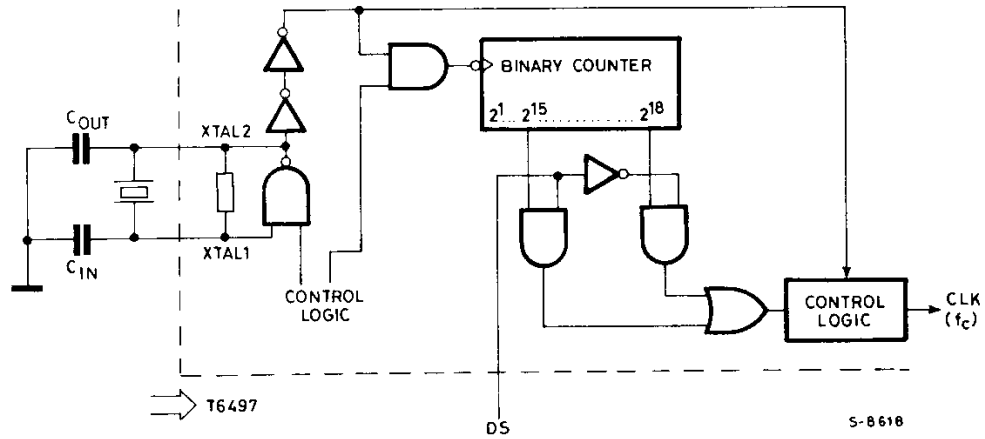 BINARY COUNTER
2^1... 2^15 ............ 2^18
C_OUT
XTAL2
XTAL1
C_IN
CONTROL
LOGIC
CONTROL
LOGIC
CLK
(f_c)
T6497
DS
S-8618